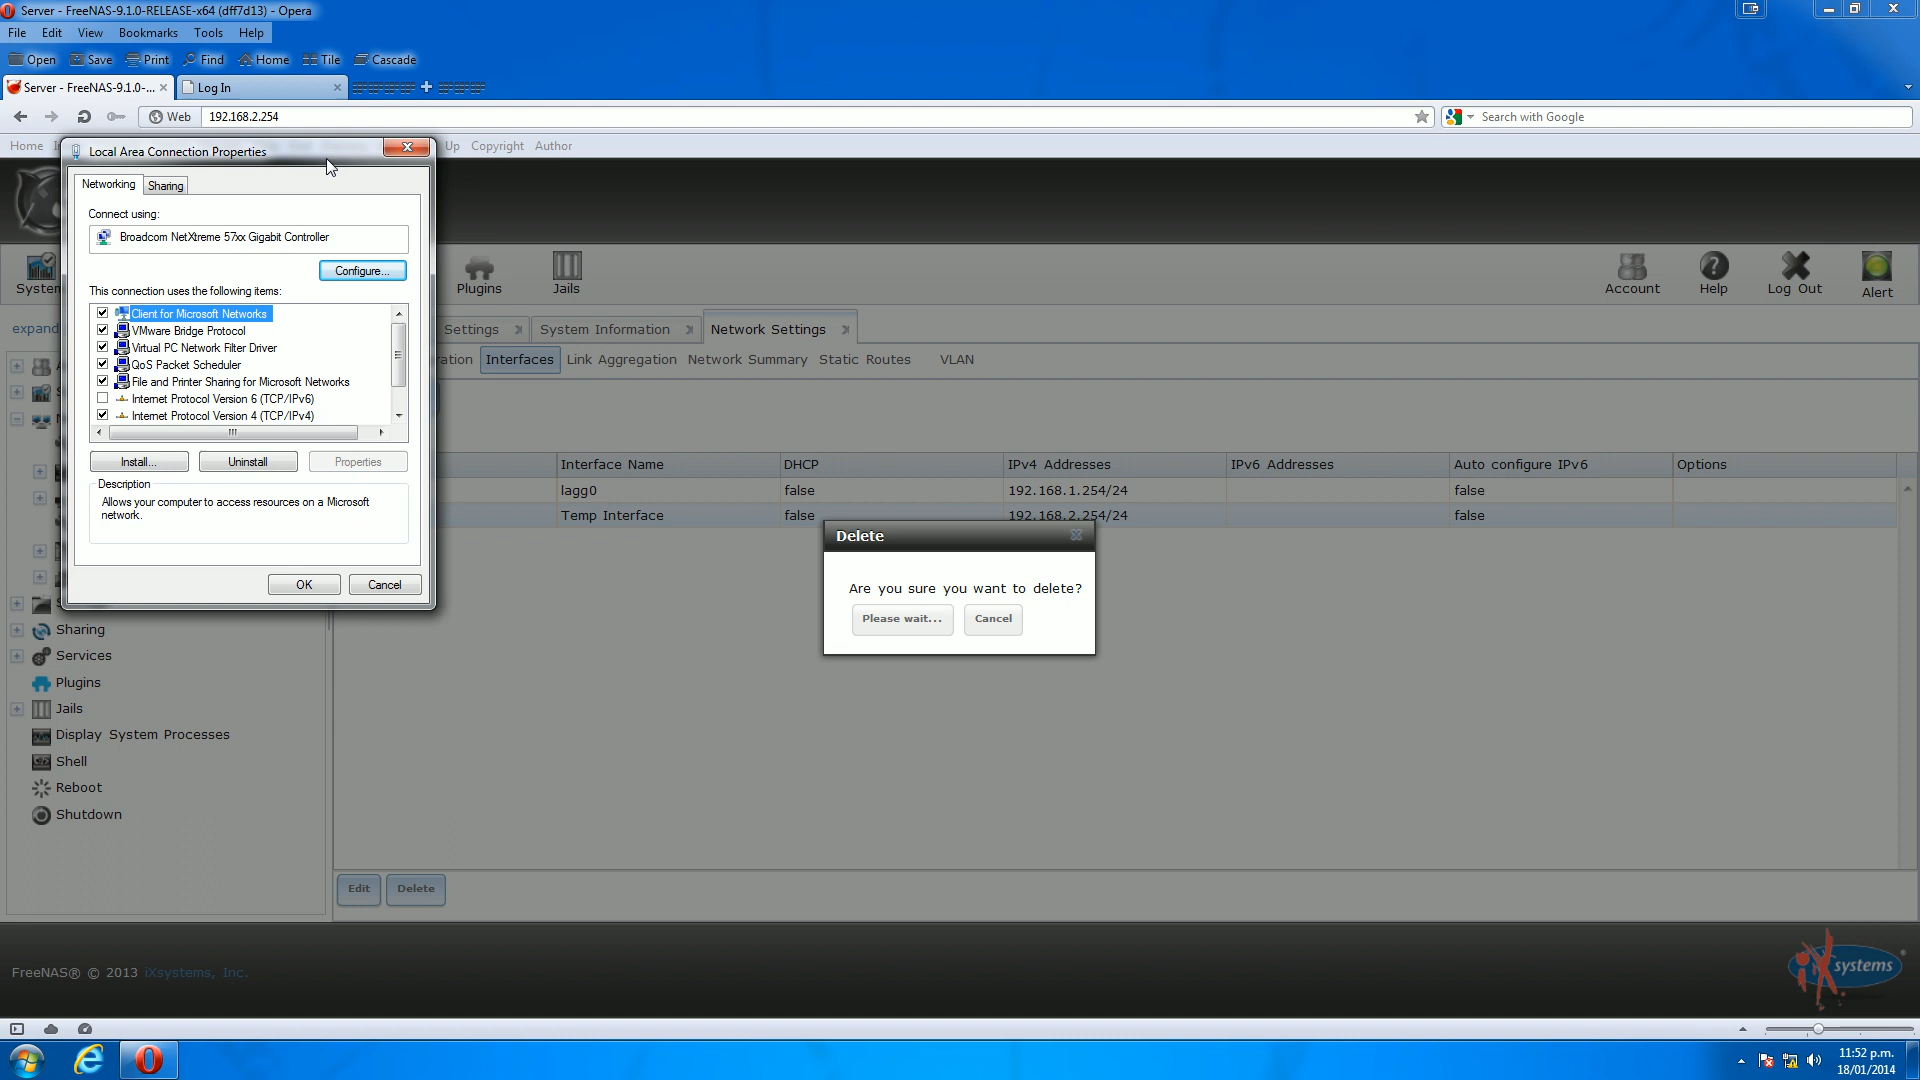 Server - FreeNAS-9.1.0-RELEASE-x64 (dff7d13) - Opera
File Edit View Bookmarks Tools Help
Open Save Print Find Home Tile Cascade
Server - FreeNAS-9.1.0-... Log In
Web 192.168.2.254 Search with Google
Home Up Copyright Author
Local Area Connection Properties
Networking Sharing
Connect using:
Broadcom NetXtreme 57xx Gigabit Controller
Configure...
This connection uses the following items:
Client for Microsoft Networks
VMware Bridge Protocol
Virtual PC Network Filter Driver
QoS Packet Scheduler
File and Printer Sharing for Microsoft Networks
Internet Protocol Version 6 (TCP/IPv6)
Internet Protocol Version 4 (TCP/IPv4)
Install... Uninstall Properties
Description
Allows your computer to access resources on a Microsoft
network.
OK Cancel
System Plugins Jails Account Help Log Out Alert
expand
Settings System Information Network Settings
Interfaces Link Aggregation Network Summary Static Routes VLAN
Interface Name DHCP IPv4 Addresses IPv6 Addresses Auto configure IPv6 Options
lagg0 false 192.168.1.254/24 false
Temp Interface false 192.168.2.254/24 false
Delete
Are you sure you want to delete?
Please wait... Cancel
Sharing
Services
Plugins
Jails
Display System Processes
Shell
Reboot
Shutdown
Edit Delete
FreeNAS® © 2013 iXsystems, Inc.
iXsystems
11:52 p.m.
18/01/2014